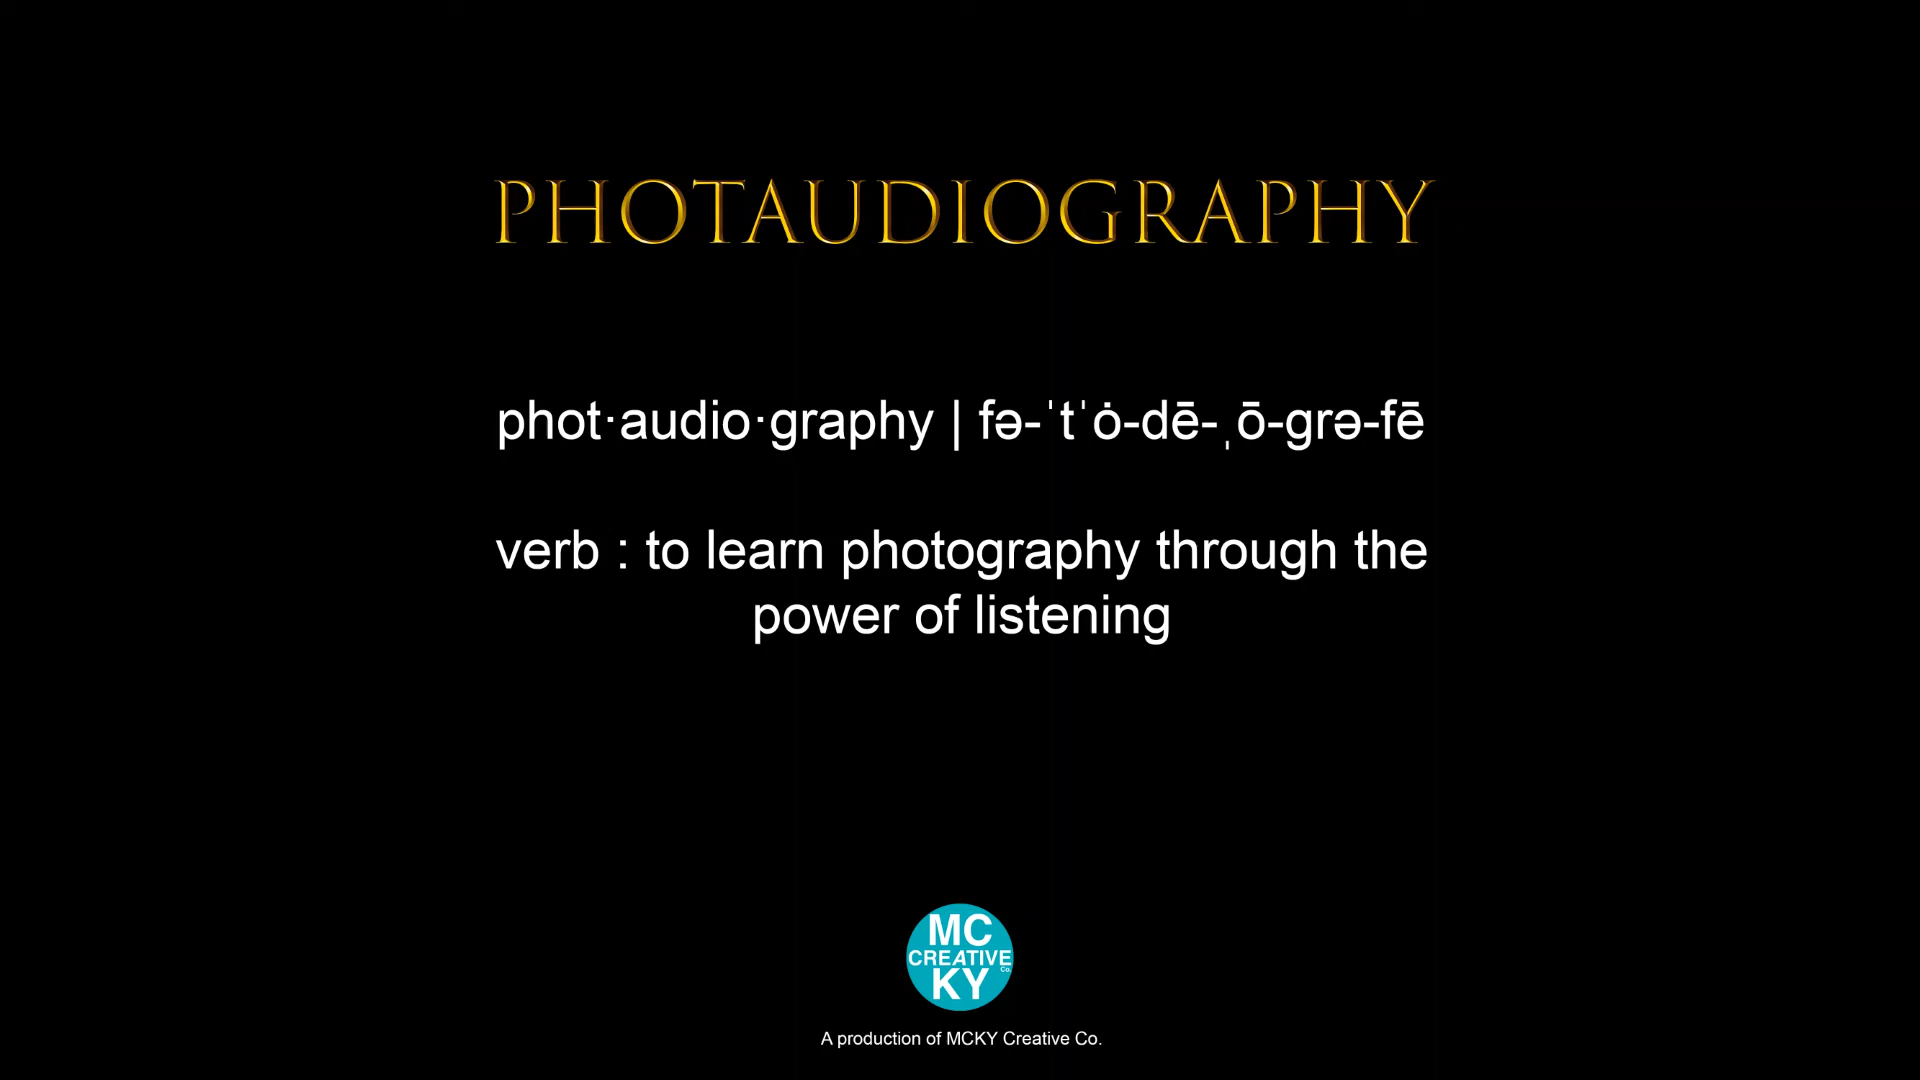 PHOTAUDIOGRAPHY
phot·audio·graphy | fə-ˈtˈȯ-dē-ˌō-grə-fē
verb : to learn photography through the
power of listening
MC
CREATIVE
Co.
KY
A production of MCKY Creative Co.